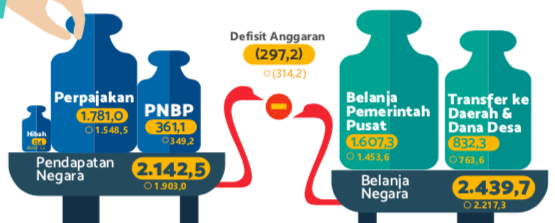 Defisit Anggaran
(297,2)
(314,2)
Perpajakan
1.781,0
1.548,5
PNBP
361,1
349,2
Hibah
0,4
Pendapatan
Negara
2.142,5
1.903,0
Belanja
Pemerintah
Pusat
1.607,3
1.453,6
Transfer ke
Daerah &
Dana Desa
832,3
763,6
Belanja
Negara
2.439,7
2.217,3